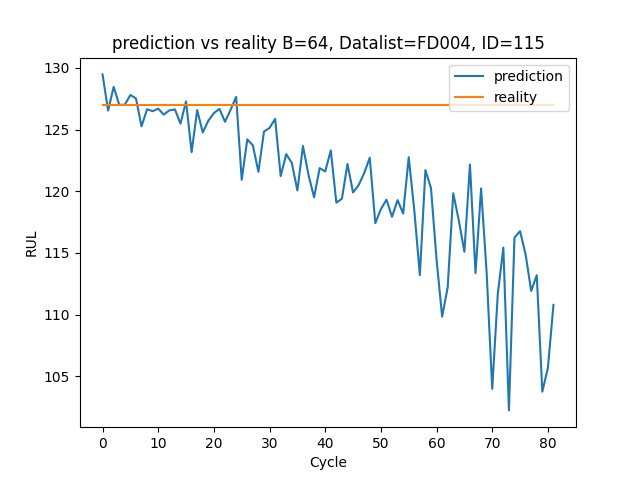 prediction vs reality B=64, Datalist=FD004, ID=115
prediction
reality
130
125
120
115
110
105
RUL
0 10 20 30 40 50 60 70 80
Cycle